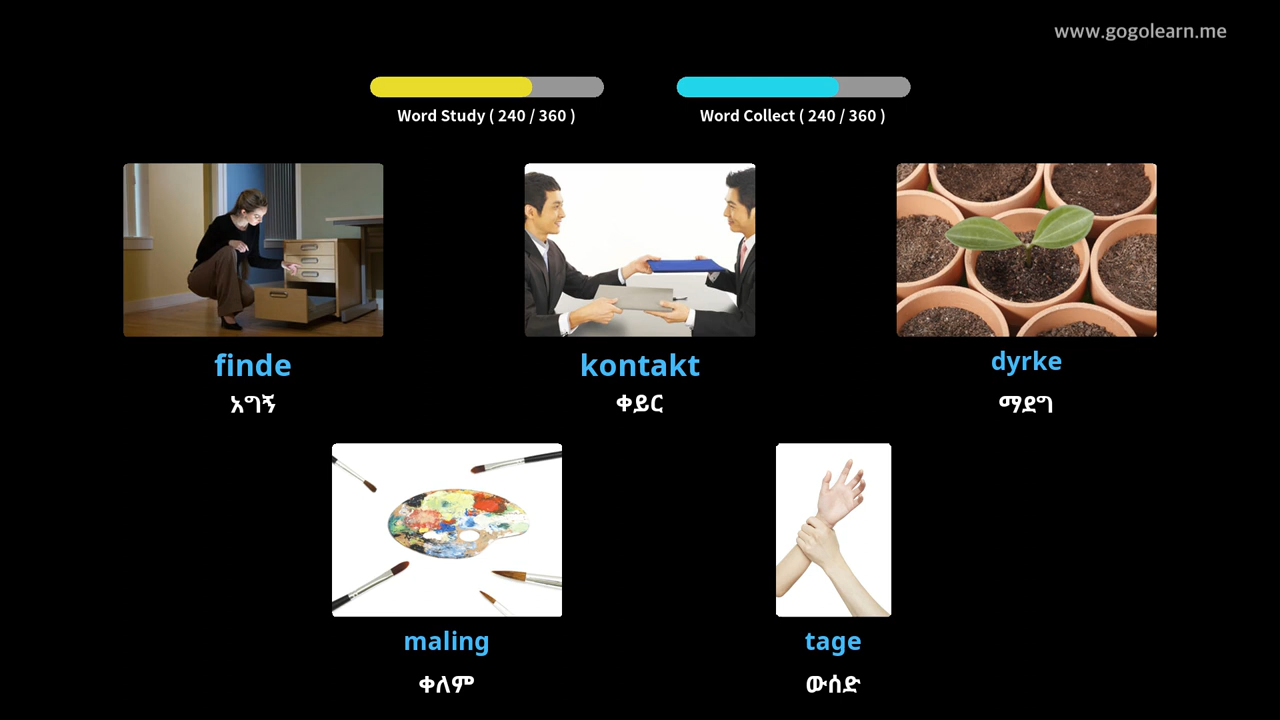 www.gogolearn.me
Word Study ( 240 / 360 )
Word Collect ( 240 / 360 )
finde
አግኝ
kontakt
ቀይር
dyrke
ማደግ
maling
ቀለም
tage
ውሰድ